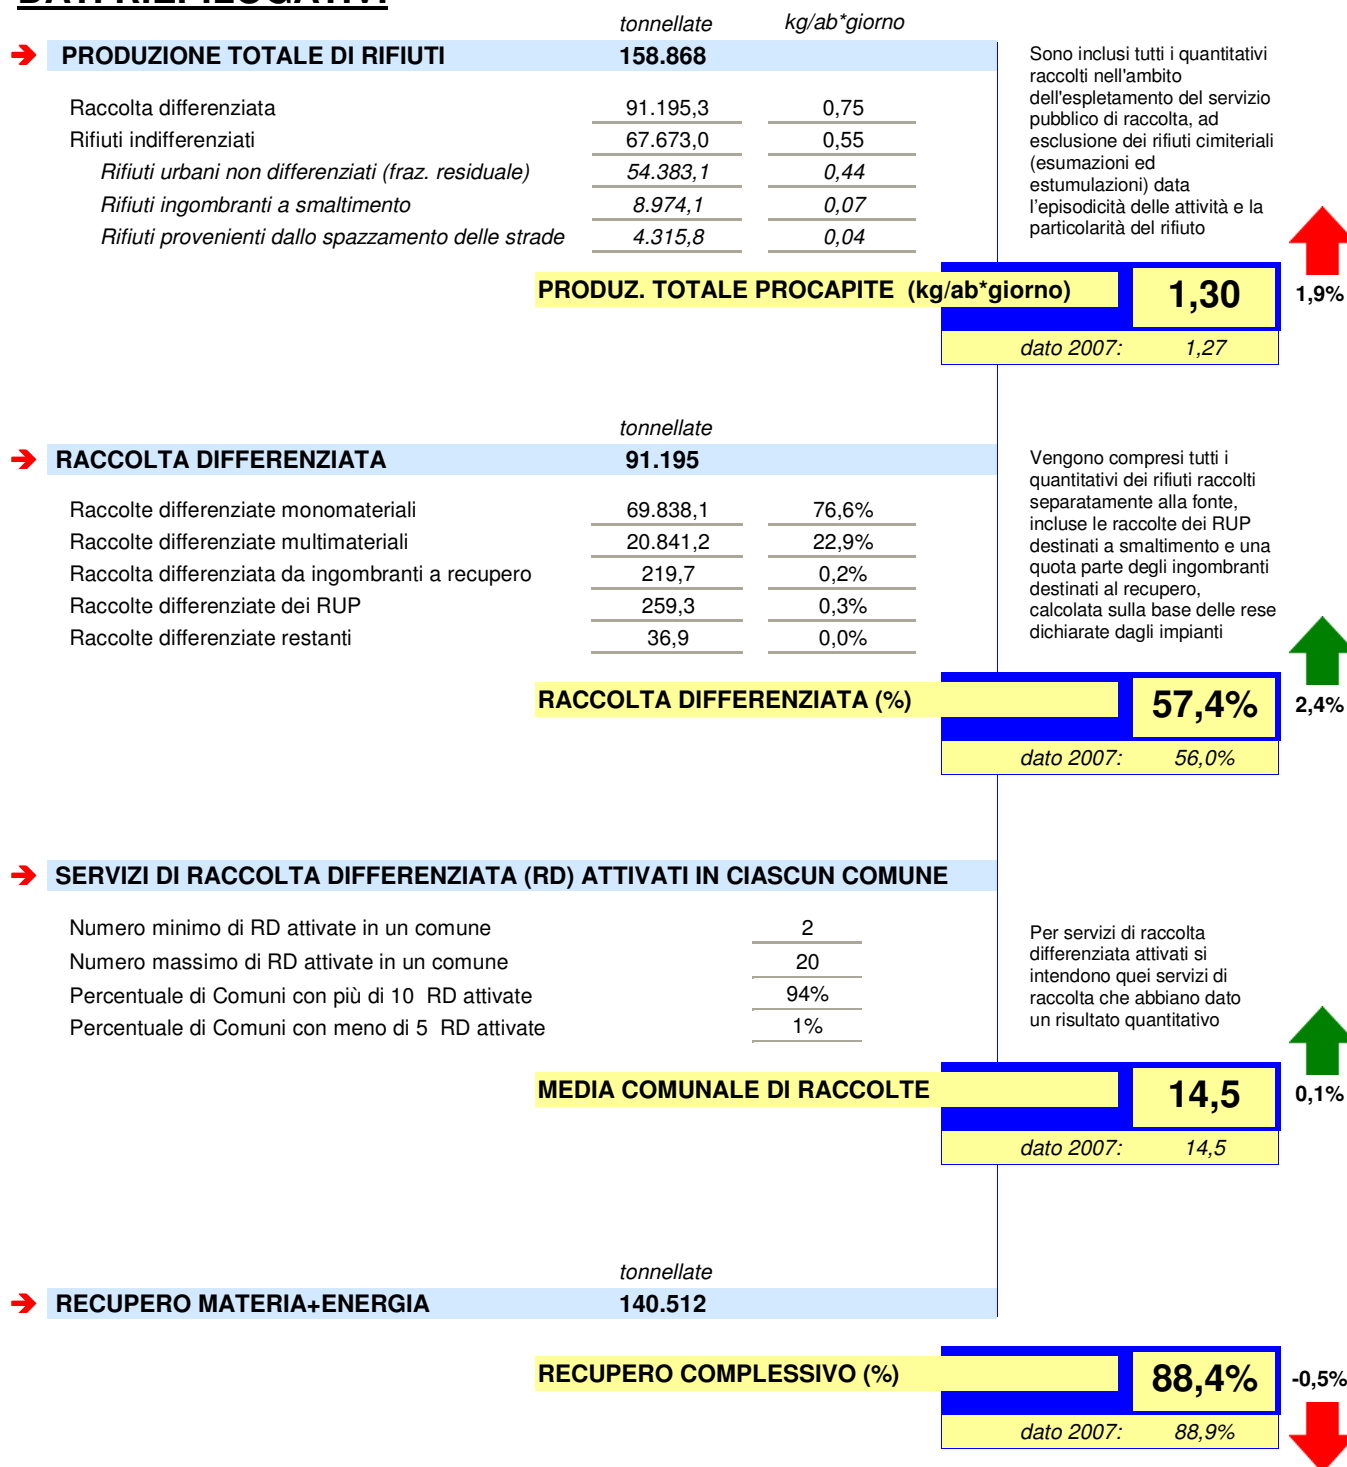 DATI RIEPILOGATIVI
tonnellate kg/ab*giorno
PRODUZIONE TOTALE DI RIFIUTI 158.868
Raccolta differenziata 91.195,3 0,75
Rifiuti indifferenziati 67.673,0 0,55
Rifiuti urbani non differenziati (fraz. residuale) 54.383,1 0,44
Rifiuti ingombranti a smaltimento 8.974,1 0,07
Rifiuti provenienti dallo spazzamento delle strade 4.315,8 0,04
Sono inclusi tutti i quantitativi
raccolti nell'ambito
dell'espletamento del servizio
pubblico di raccolta, ad
esclusione dei rifiuti cimiteriali
(esumazioni ed
estumulazioni) data
l'episodicità delle attività e la
particolarità del rifiuto
PRODUZ. TOTALE PROCAPITE (kg/ab*giorno) 1,30 1,9%
dato 2007: 1,27
tonnellate
RACCOLTA DIFFERENZIATA 91.195
Raccolte differenziate monomateriali 69.838,1 76,6%
Raccolte differenziate multimateriali 20.841,2 22,9%
Raccolta differenziata da ingombranti a recupero 219,7 0,2%
Raccolte differenziate dei RUP 259,3 0,3%
Raccolte differenziate restanti 36,9 0,0%
Vengono compresi tutti i
quantitativi dei rifiuti raccolti
separatamente alla fonte,
incluse le raccolte dei RUP
destinati a smaltimento e una
quota parte degli ingombranti
destinati al recupero,
calcolata sulla base delle rese
dichiarate dagli impianti
RACCOLTA DIFFERENZIATA (%) 57,4% 2,4%
dato 2007: 56,0%
SERVIZI DI RACCOLTA DIFFERENZIATA (RD) ATTIVATI IN CIASCUN COMUNE
Numero minimo di RD attivate in un comune 2
Numero massimo di RD attivate in un comune 20
Percentuale di Comuni con più di 10 RD attivate 94%
Percentuale di Comuni con meno di 5 RD attivate 1%
Per servizi di raccolta
differenziata attivati si
intendono quei servizi di
raccolta che abbiano dato
un risultato quantitativo
MEDIA COMUNALE DI RACCOLTE 14,5 0,1%
dato 2007: 14,5
tonnellate
RECUPERO MATERIA+ENERGIA 140.512
RECUPERO COMPLESSIVO (%) 88,4% -0,5%
dato 2007: 88,9%